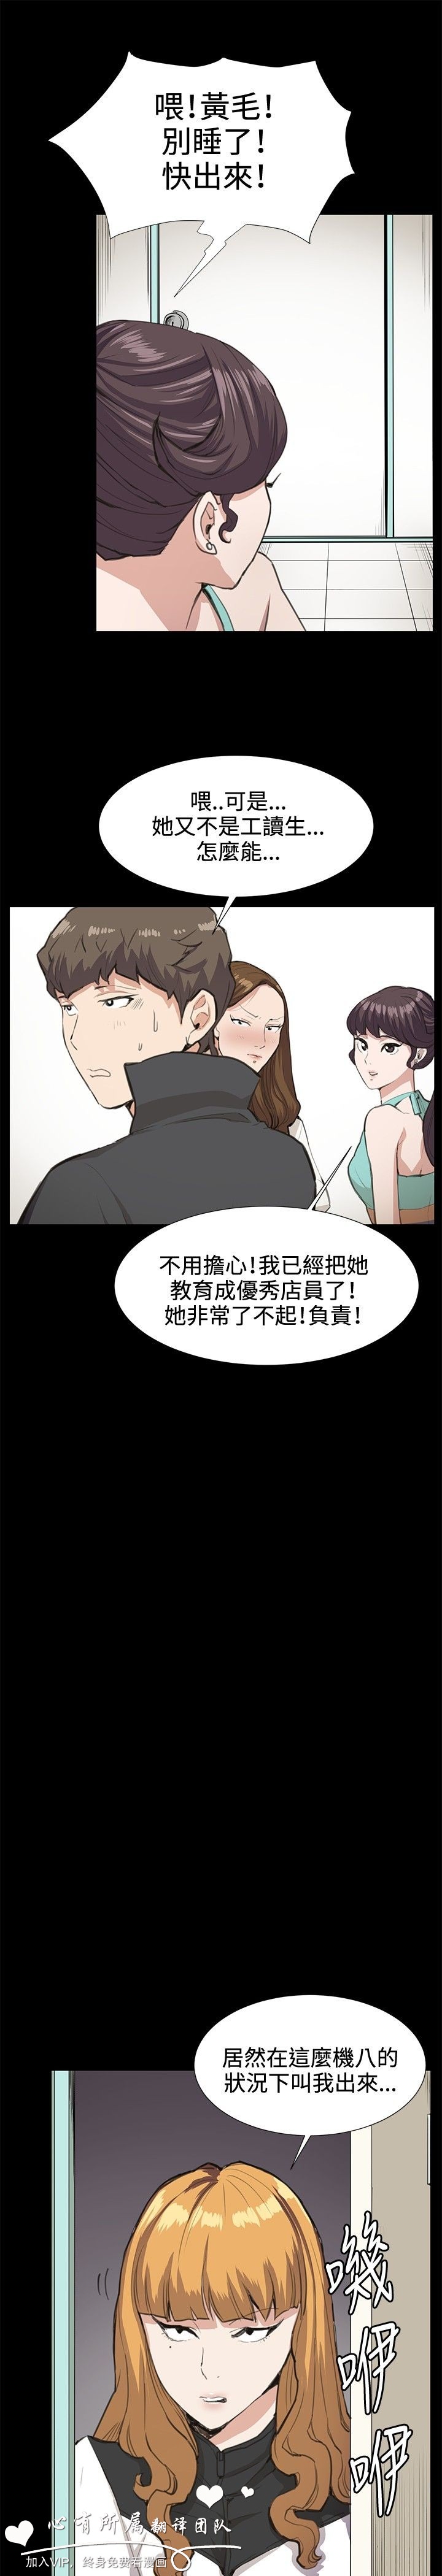 喂!黃毛!
別睡了!
快出來!
喂..可是...
她又不是工讀生...
怎麼能...
不用擔心!我已經把她
教育成優秀店員了!
她非常了不起!負責!
居然在這麼機八的
狀況下叫我出來...
嘰
咿
咿
心有所属翻译团队
加入VIP，终身免费看漫画